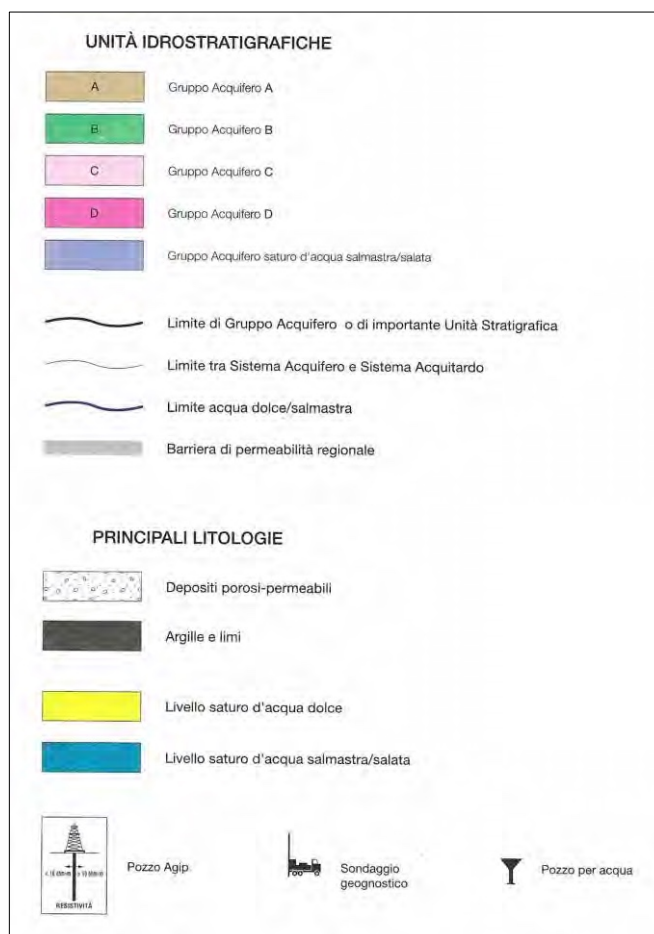 UNITÀ IDROSTRATIGRAFICHE
A Gruppo Acquifero A
B Gruppo Acquifero B
C Gruppo Acquifero C
D Gruppo Acquifero D
Gruppo Acquifero saturo d'acqua salmastra/salata
Limite di Gruppo Acquifero o di importante Unità Stratigrafica
Limite tra Sistema Acquifero e Sistema Acquitardo
Limite acqua dolce/salmastra
Barriera di permeabilità regionale
PRINCIPALI LITOLOGIE
Depositi porosi-permeabili
Argille e limi
Livello saturo d'acqua dolce
Livello saturo d'acqua salmastra/salata
RESISTIVITÀ
Pozzo Agip
Sondaggio
geognostico
Pozzo per acqua